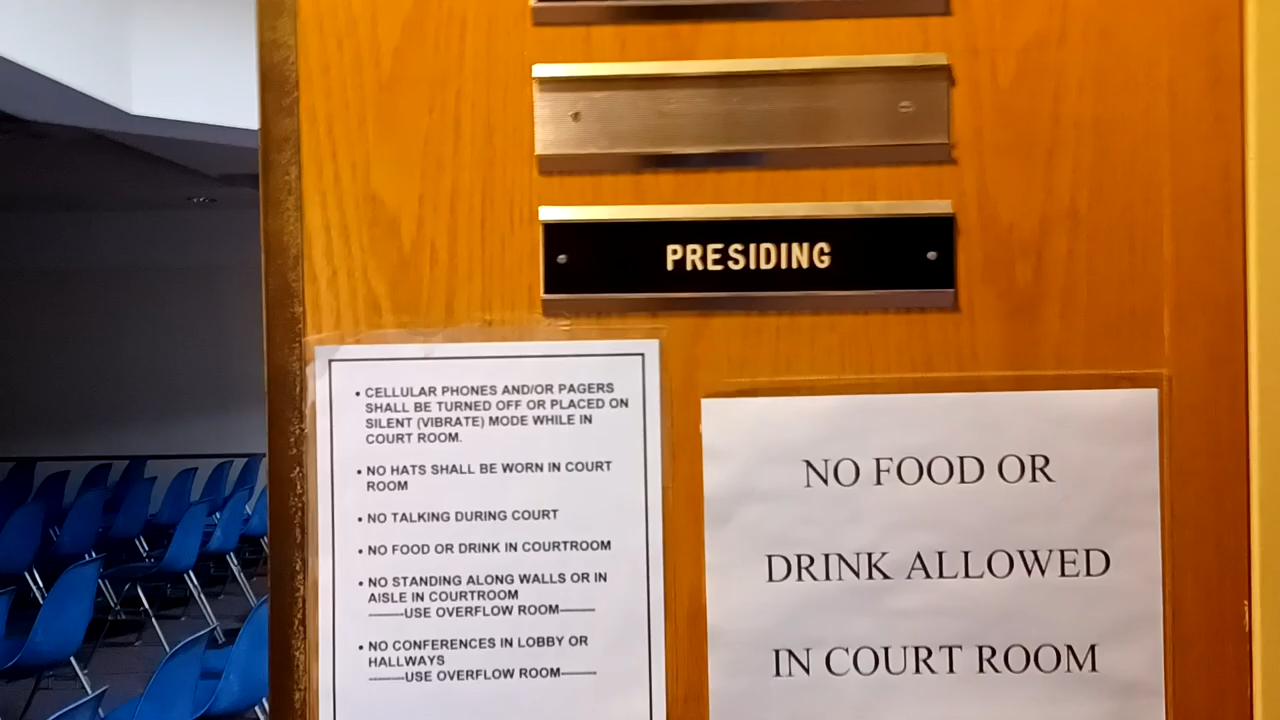 PRESIDING
• CELLULAR PHONES AND/OR PAGERS
SHALL BE TURNED OFF OR PLACED ON
SILENT (VIBRATE) MODE WHILE IN
COURT ROOM.
• NO HATS SHALL BE WORN IN COURT
ROOM
• NO TALKING DURING COURT
• NO FOOD OR DRINK IN COURTROOM
• NO STANDING ALONG WALLS OR IN
AISLE IN COURTROOM
-------USE OVERFLOW ROOM-------
• NO CONFERENCES IN LOBBY OR
HALLWAYS
-------USE OVERFLOW ROOM-------
NO FOOD OR
DRINK ALLOWED
IN COURT ROOM